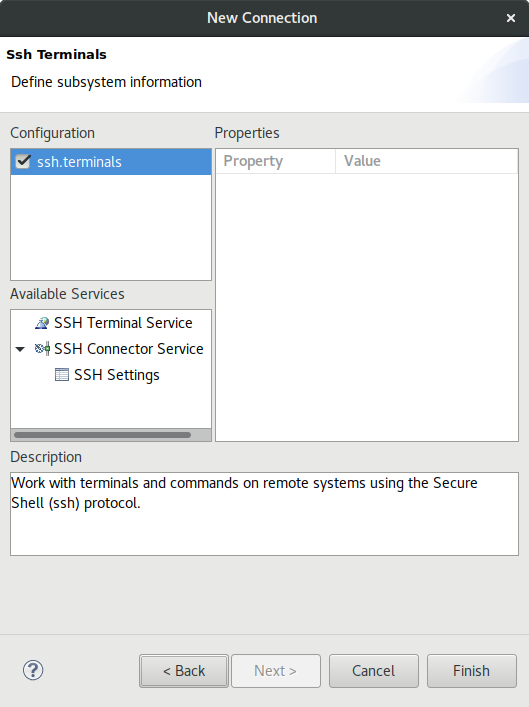 New Connection
Ssh Terminals
Define subsystem information
Configuration
Properties
ssh.terminals
Property
Value
Available Services
SSH Terminal Service
SSH Connector Service
SSH Settings
Description
Work with terminals and commands on remote systems using the Secure
Shell (ssh) protocol.
?
< Back
Next >
Cancel
Finish